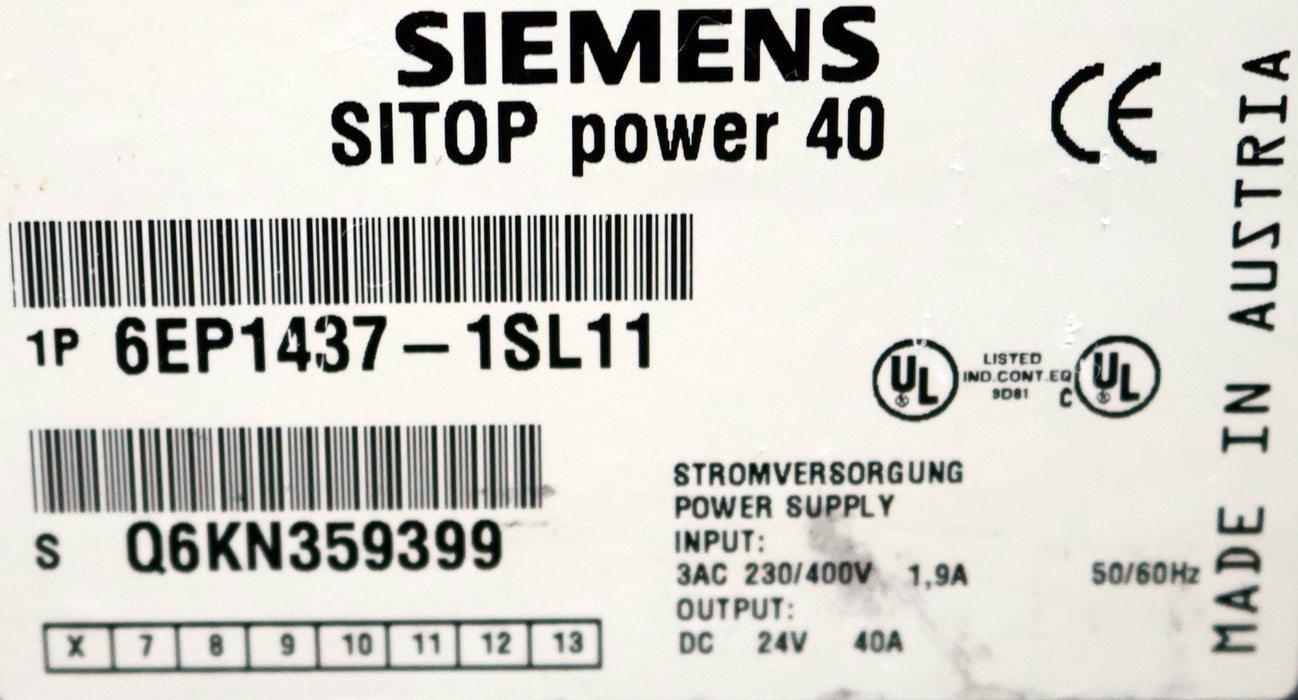 SIEMENS
SITOP power 40
CE
1P 6EP1437-1SL11
UL LISTED IND.CONT.EQ 9D81 C UL
S Q6KN359399
STROMVERSORGUNG
POWER SUPPLY
INPUT:
3AC 230/400V 1,9A 50/60Hz
OUTPUT:
DC 24V 40A
X 7 8 9 10 11 12 13
MADE IN AUSTRIA